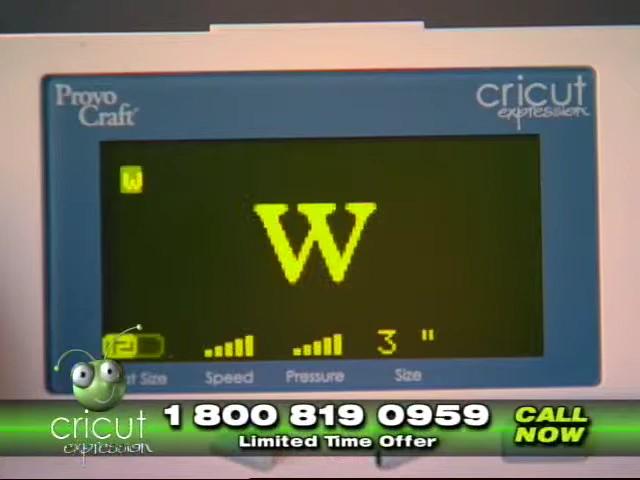 Provo
Craft
cricut
expression
W
W
3 "
Speed
Pressure
Size
Size
cricut
expression
1 800 819 0959
Limited Time Offer
CALL
NOW